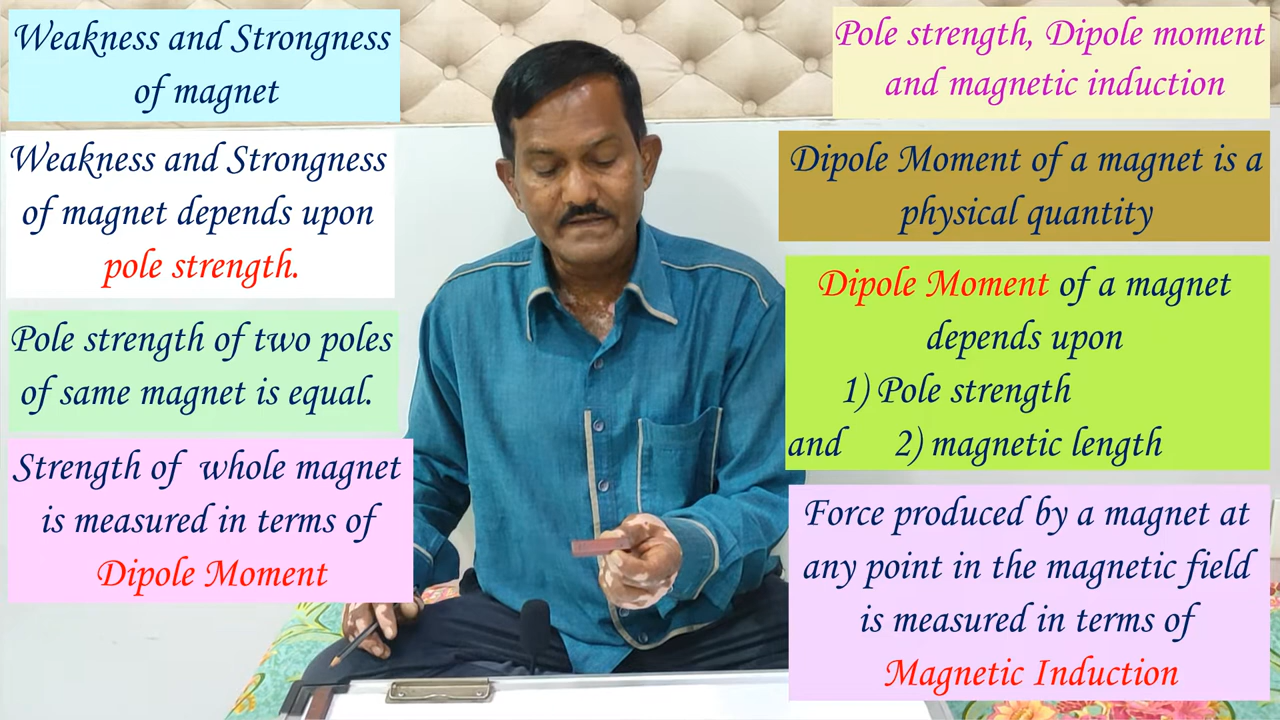 Weakness and Strongness
of magnet
Weakness and Strongness
of magnet depends upon
pole strength.
Pole strength of two poles
of same magnet is equal.
Strength of whole magnet
is measured in terms of
Dipole Moment
Pole strength, Dipole moment
and magnetic induction
Dipole Moment of a magnet is a
physical quantity
Dipole Moment of a magnet
depends upon
1) Pole strength
and 2) magnetic length
Force produced by a magnet at
any point in the magnetic field
is measured in terms of
Magnetic Induction